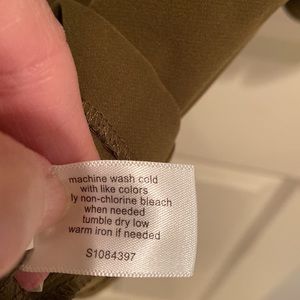 machine wash cold
with like colors
non-chlorine bleach
when needed
tumble dry low
warm iron if needed
S1084397